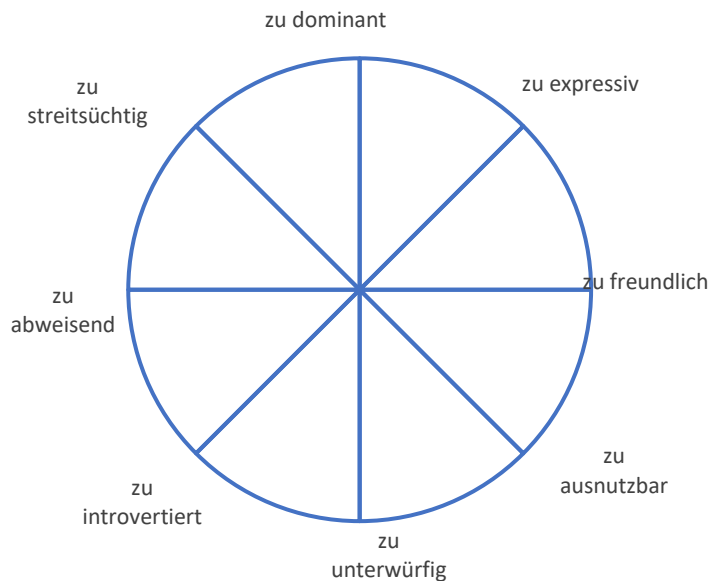 zu dominant
zu expressiv
zu
streitsüchtig
zu freundlich
zu
abweisend
zu
ausnutzbar
zu
introvertiert
zu
unterwürfig